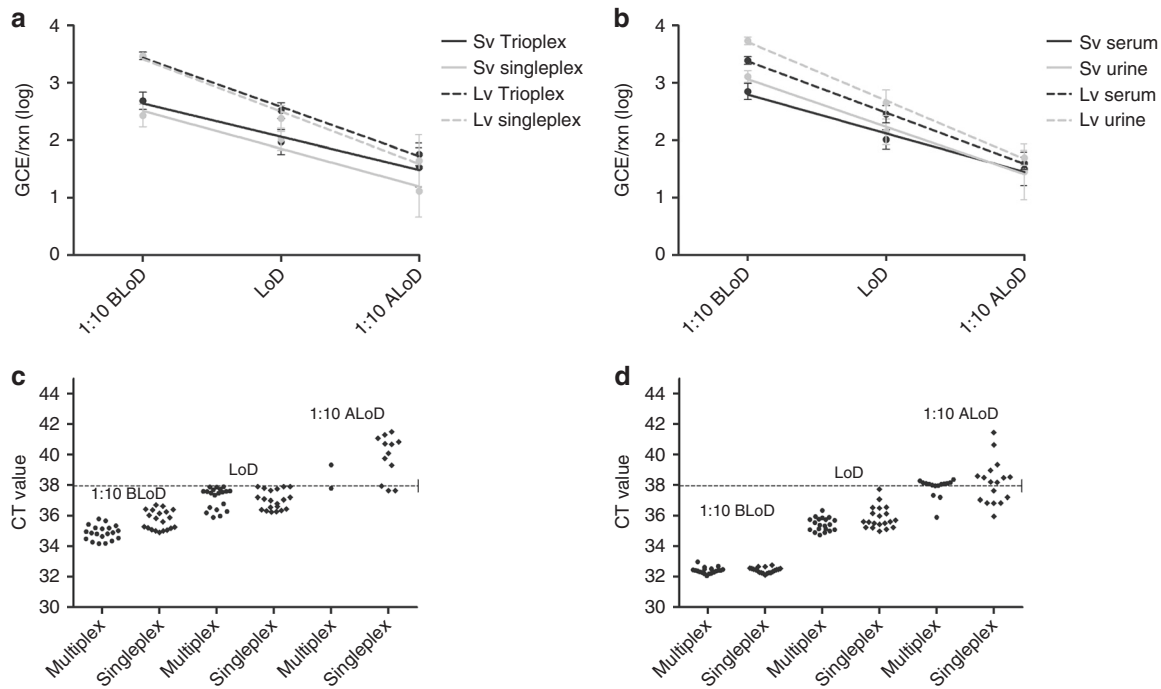 a
GCE/rxn (log)
4
3
2
1
0
1:10 BLoD
LoD
1:10 ALoD
Sv Trioplex
Sv singleplex
Lv Trioplex
Lv singleplex
b
GCE/rxn (log)
4
3
2
1
0
1:10 BLoD
LoD
1:10 ALoD
Sv serum
Sv urine
Lv serum
Lv urine
c
CT value
44
42
40
38
36
34
32
30
1:10 BLoD
LoD
1:10 ALoD
Multiplex
Singleplex
Multiplex
Singleplex
Multiplex
Singleplex
d
CT value
44
42
40
38
36
34
32
30
1:10 BLoD
LoD
1:10 ALoD
Multiplex
Singleplex
Multiplex
Singleplex
Multiplex
Singleplex